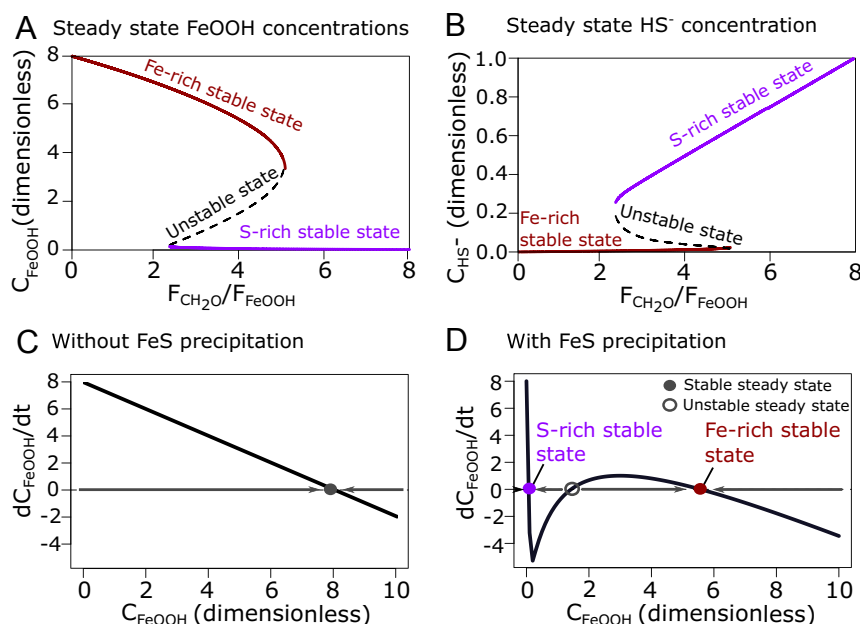 A Steady state FeOOH concentrations
C_FeOOH (dimensionless)
8
6
4
2
0
Fe-rich stable state
Unstable state
S-rich stable state
0 2 4 6 8
F_CH₂O/F_FeOOH
B Steady state HS⁻ concentration
C_HS⁻ (dimensionless)
1.0
0.8
0.6
0.4
0.2
0.0
S-rich stable state
Unstable state
Fe-rich
stable state
0 2 4 6 8
F_CH₂O/F_FeOOH
C Without FeS precipitation
dC_FeOOH/dt
8
6
4
2
0
-2
-4
0 2 4 6 8 10
C_FeOOH (dimensionless)
D With FeS precipitation
dC_FeOOH/dt
8
6
4
2
0
-2
-4
Stable steady state
Unstable steady state
S-rich stable
state
Fe-rich stable
state
0 2 4 6 8 10
C_FeOOH (dimensionless)